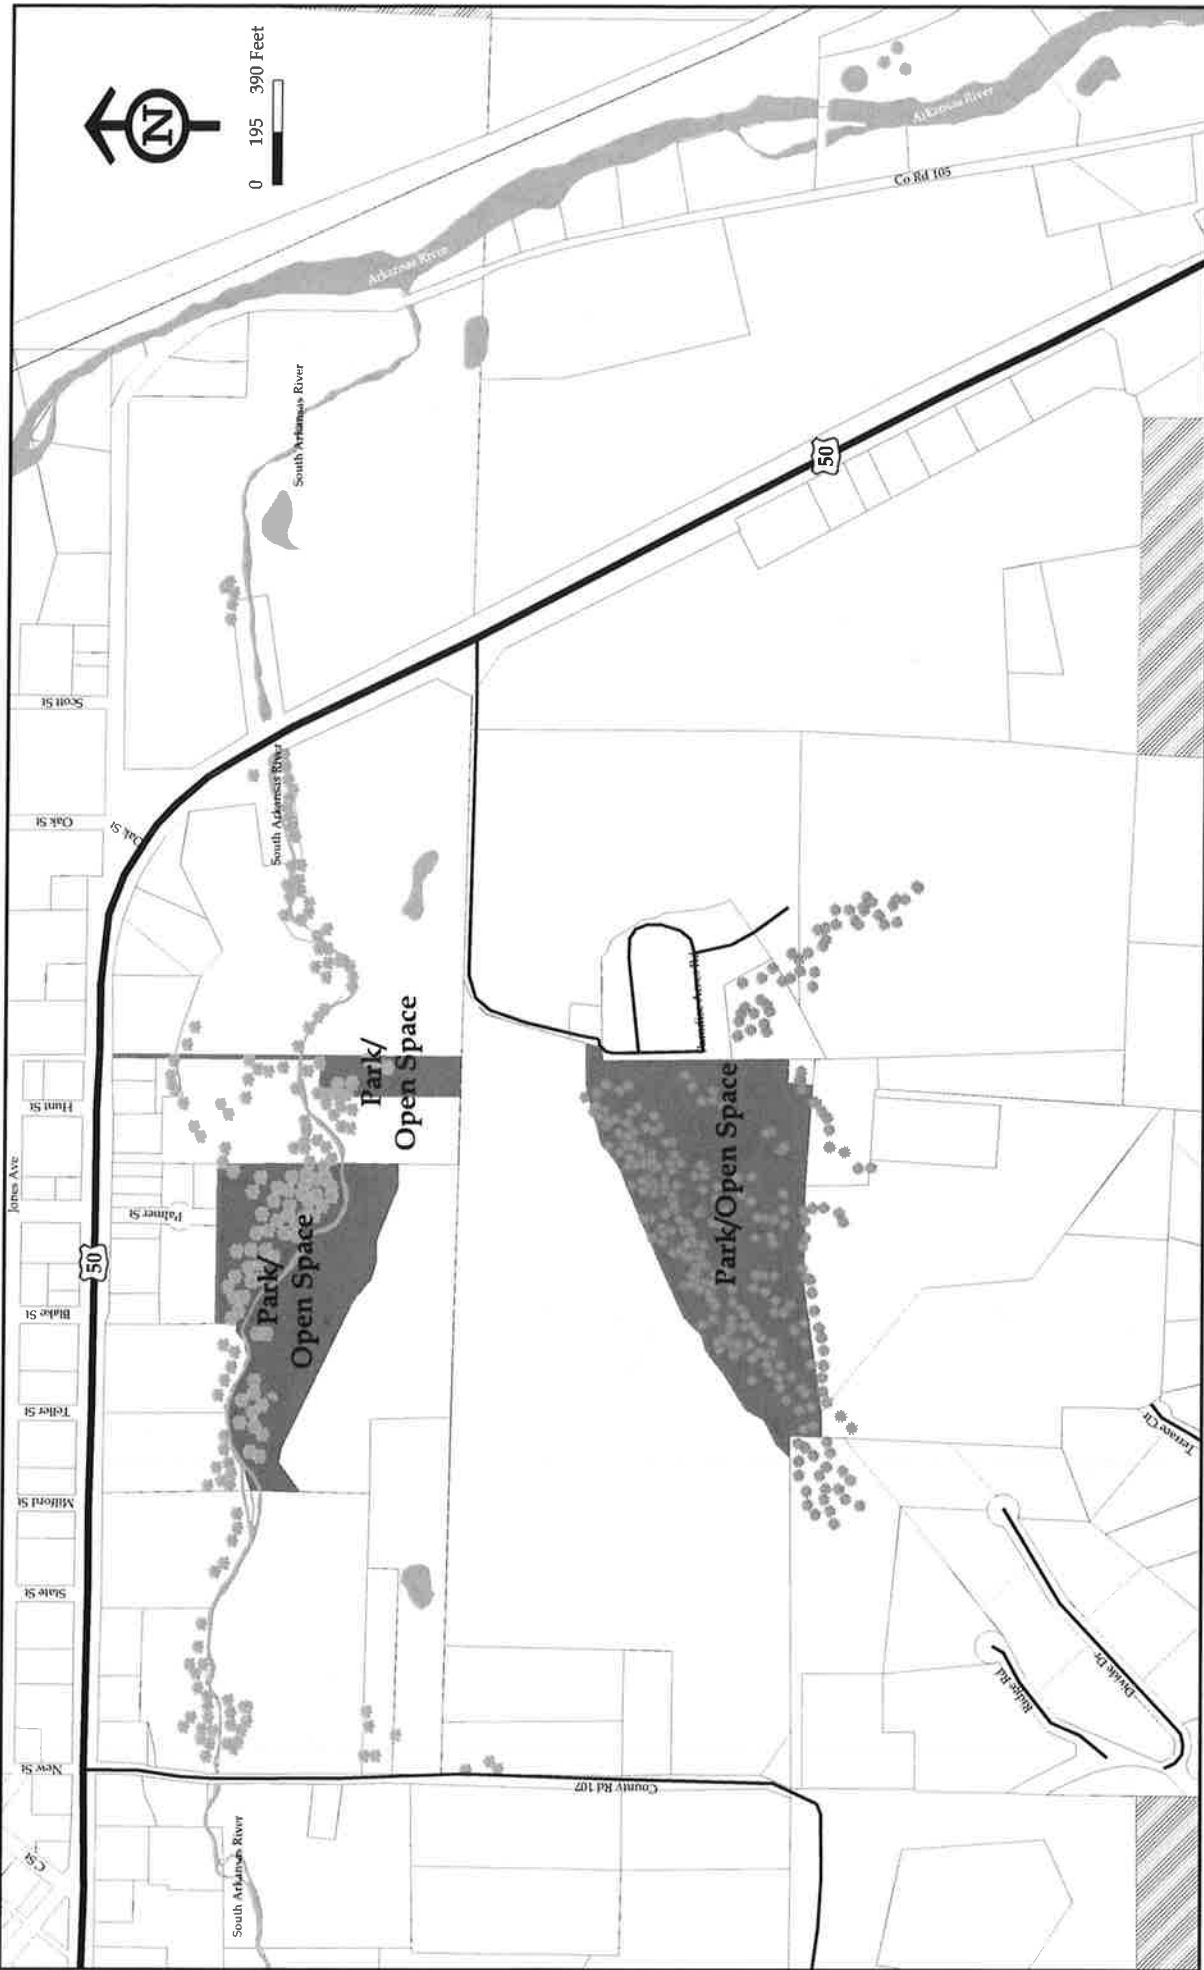 N
0 195 390 Feet
Arkansas River
Co Rd 105
Arkansas River
South Arkansas River
50
Scott St
Oak St
Oak St
South Arkansas River
Hunt St
Park/
Open Space
Jones Ave
Palmer St
50
Blake St
Park/
Open Space
Park/Open Space
Teller St
Milford St
State St
Terrace Cir
Divide Dr
Ridge Rd
New St
County Rd 107
C St
South Arkansas River